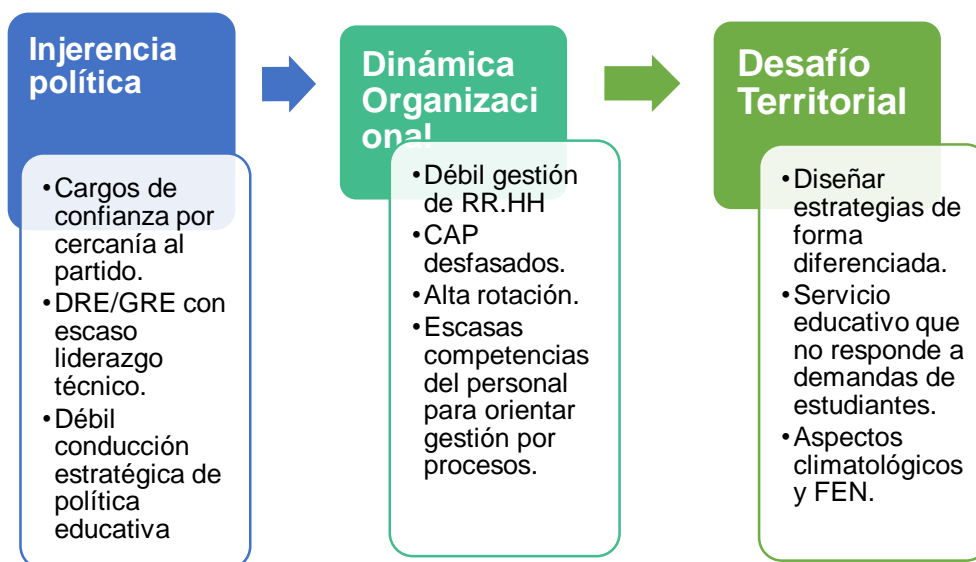 Injerencia
política
• Cargos de
confianza por
cercanía al
partido.
• DRE/GRE con
escaso
liderazgo
técnico.
• Débil
conducción
estratégica de
política
educativa
Dinámica
Organizaci
onal
• Débil gestión
de RR.HH
• CAP
desfasados.
• Alta rotación.
• Escasas
competencias
del personal
para orientar
gestión por
procesos.
Desafío
Territorial
• Diseñar
estrategias de
forma
diferenciada.
• Servicio
educativo que
no responde a
demandas de
estudiantes.
• Aspectos
climatológicos
y FEN.